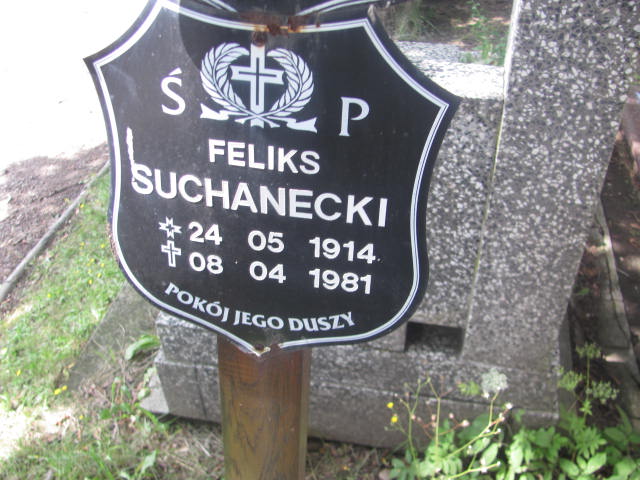 Ś P
FELIKS
SUCHANECKI
24 05 1914
08 04 1981
POKÓJ JEGO DUSZY